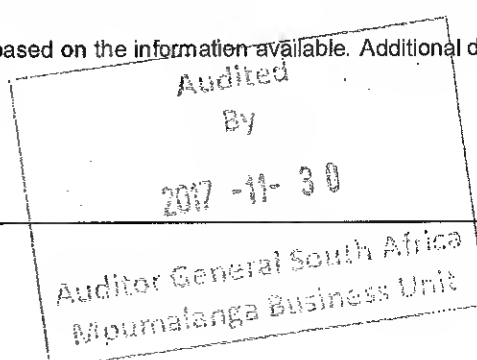 based on the information available. Additional d
Audited
By
2017 -11- 30
Auditor General South Africa
Mpumalanga Business Unit